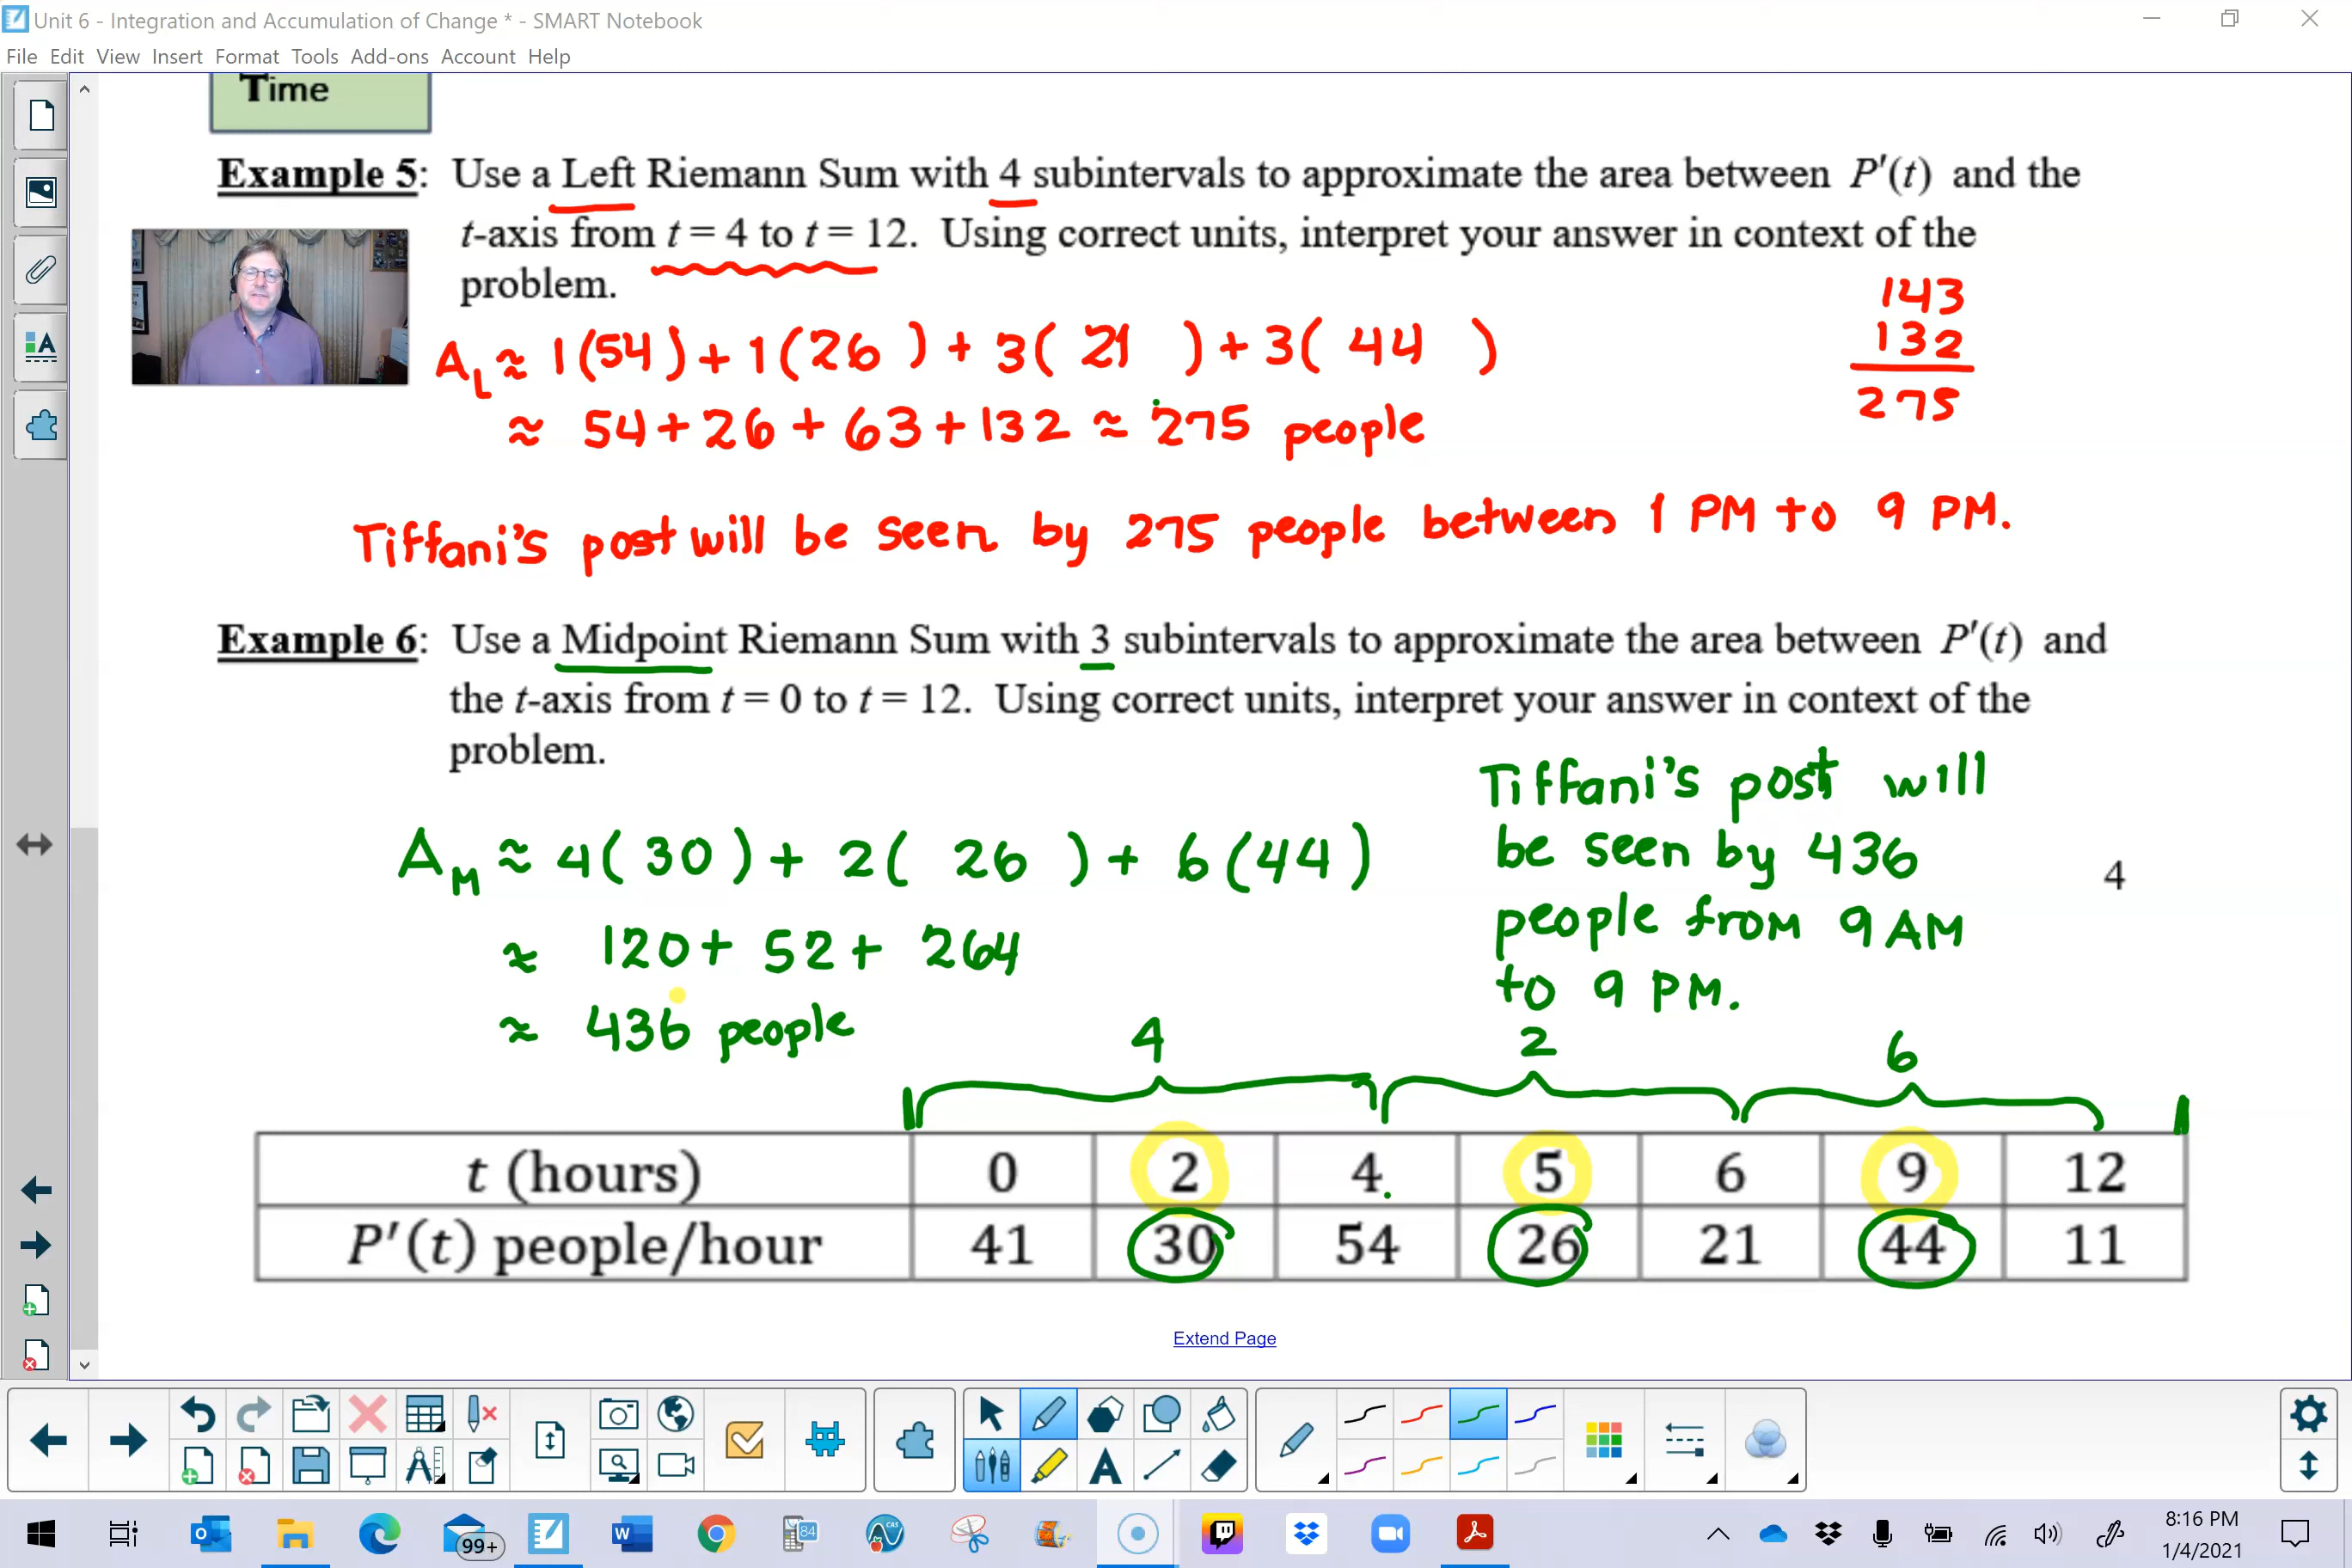 Unit 6 - Integration and Accumulation of Change * - SMART Notebook
File Edit View Insert Format Tools Add-ons Account Help
Time
Example 5: Use a Left Riemann Sum with 4 subintervals to approximate the area between P′(t) and the
t-axis from t = 4 to t = 12. Using correct units, interpret your answer in context of the
problem.
143
132
275
A_L ≈ 1(54) + 1(26) + 3(21) + 3(44)
≈ 54 + 26 + 63 + 132 ≈ 275 people
Tiffani's post will be seen by 275 people between 1 PM to 9 PM.
Example 6: Use a Midpoint Riemann Sum with 3 subintervals to approximate the area between P′(t) and
the t-axis from t = 0 to t = 12. Using correct units, interpret your answer in context of the
problem.
A_M ≈ 4(30) + 2(26) + 6(44)
≈ 120 + 52 + 264
≈ 436 people
Tiffani's post will
be seen by 436
people from 9 AM
to 9 PM.
4
4 2 6
t (hours) 0 2 4 5 6 9 12
P′(t) people/hour 41 30 54 26 21 44 11
Extend Page
99+
84
CAS
8:16 PM
1/4/2021